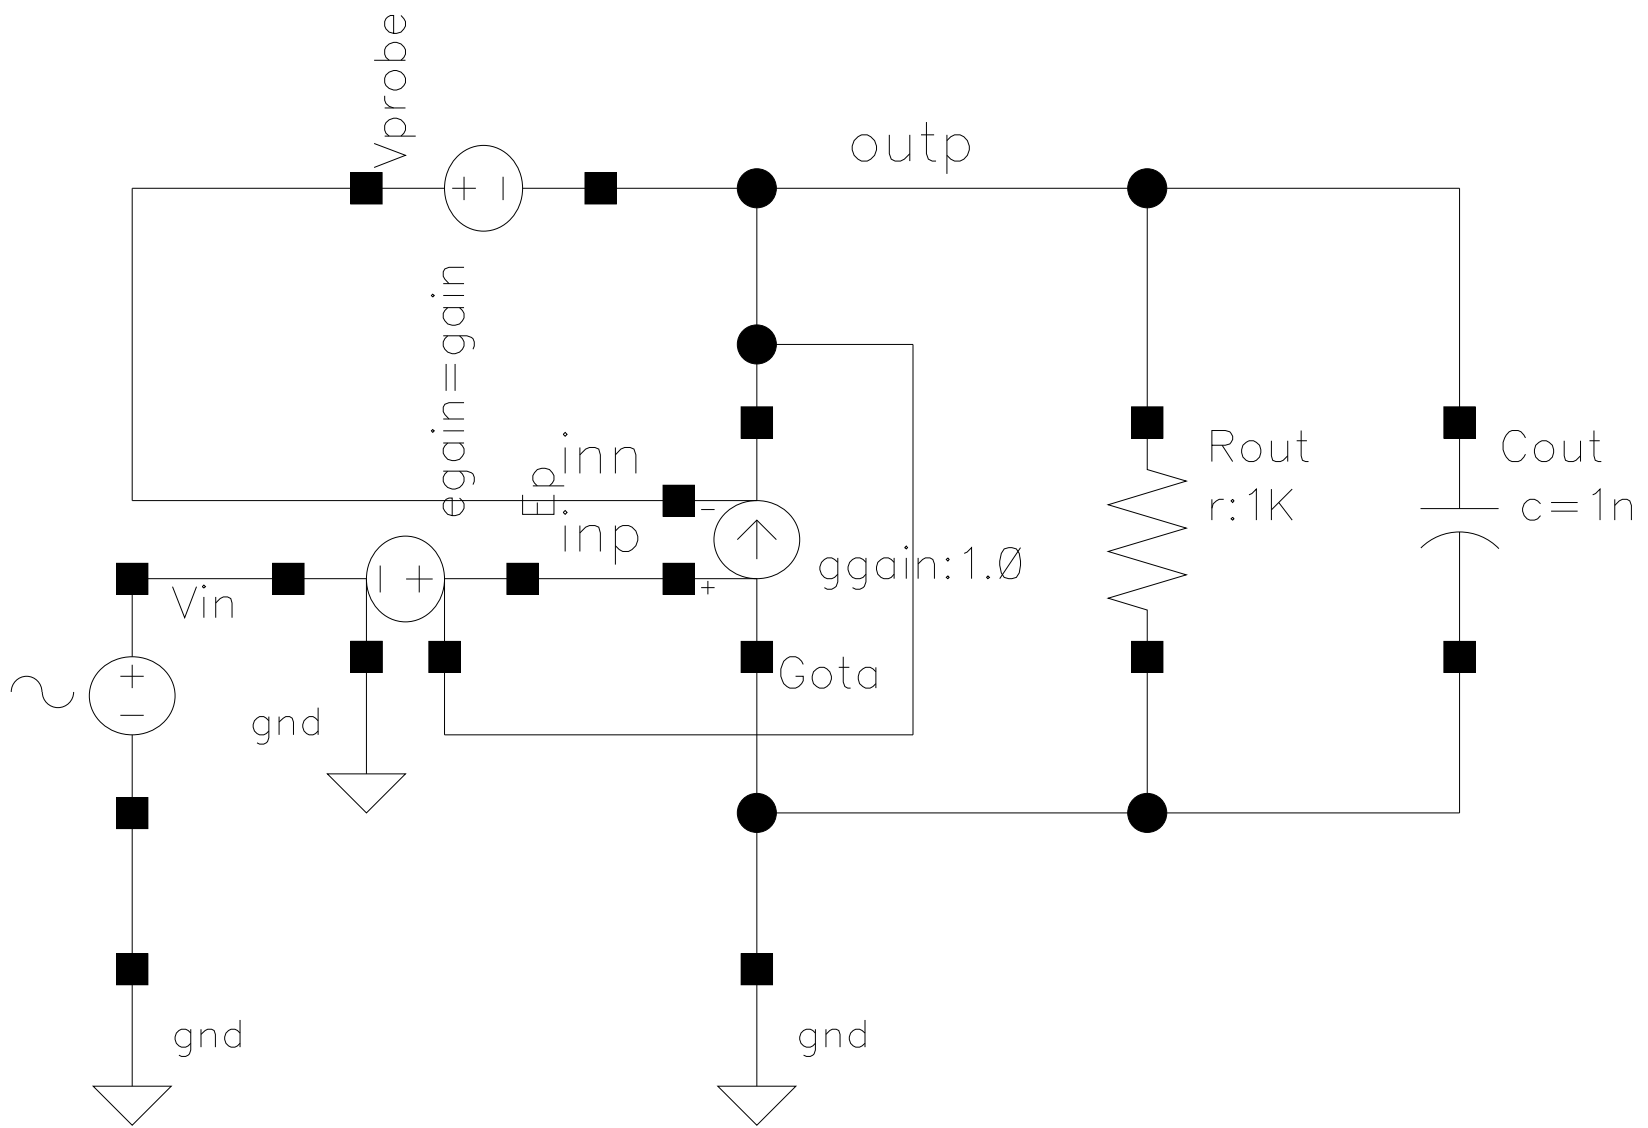 Vprobe
outp
egain=gain
Ep
inn
inp
Rout
r:1K
Cout
c=1n
ggain:1.0
Vin
Gota
gnd
gnd
gnd
+ −
− +
−
+
+
−